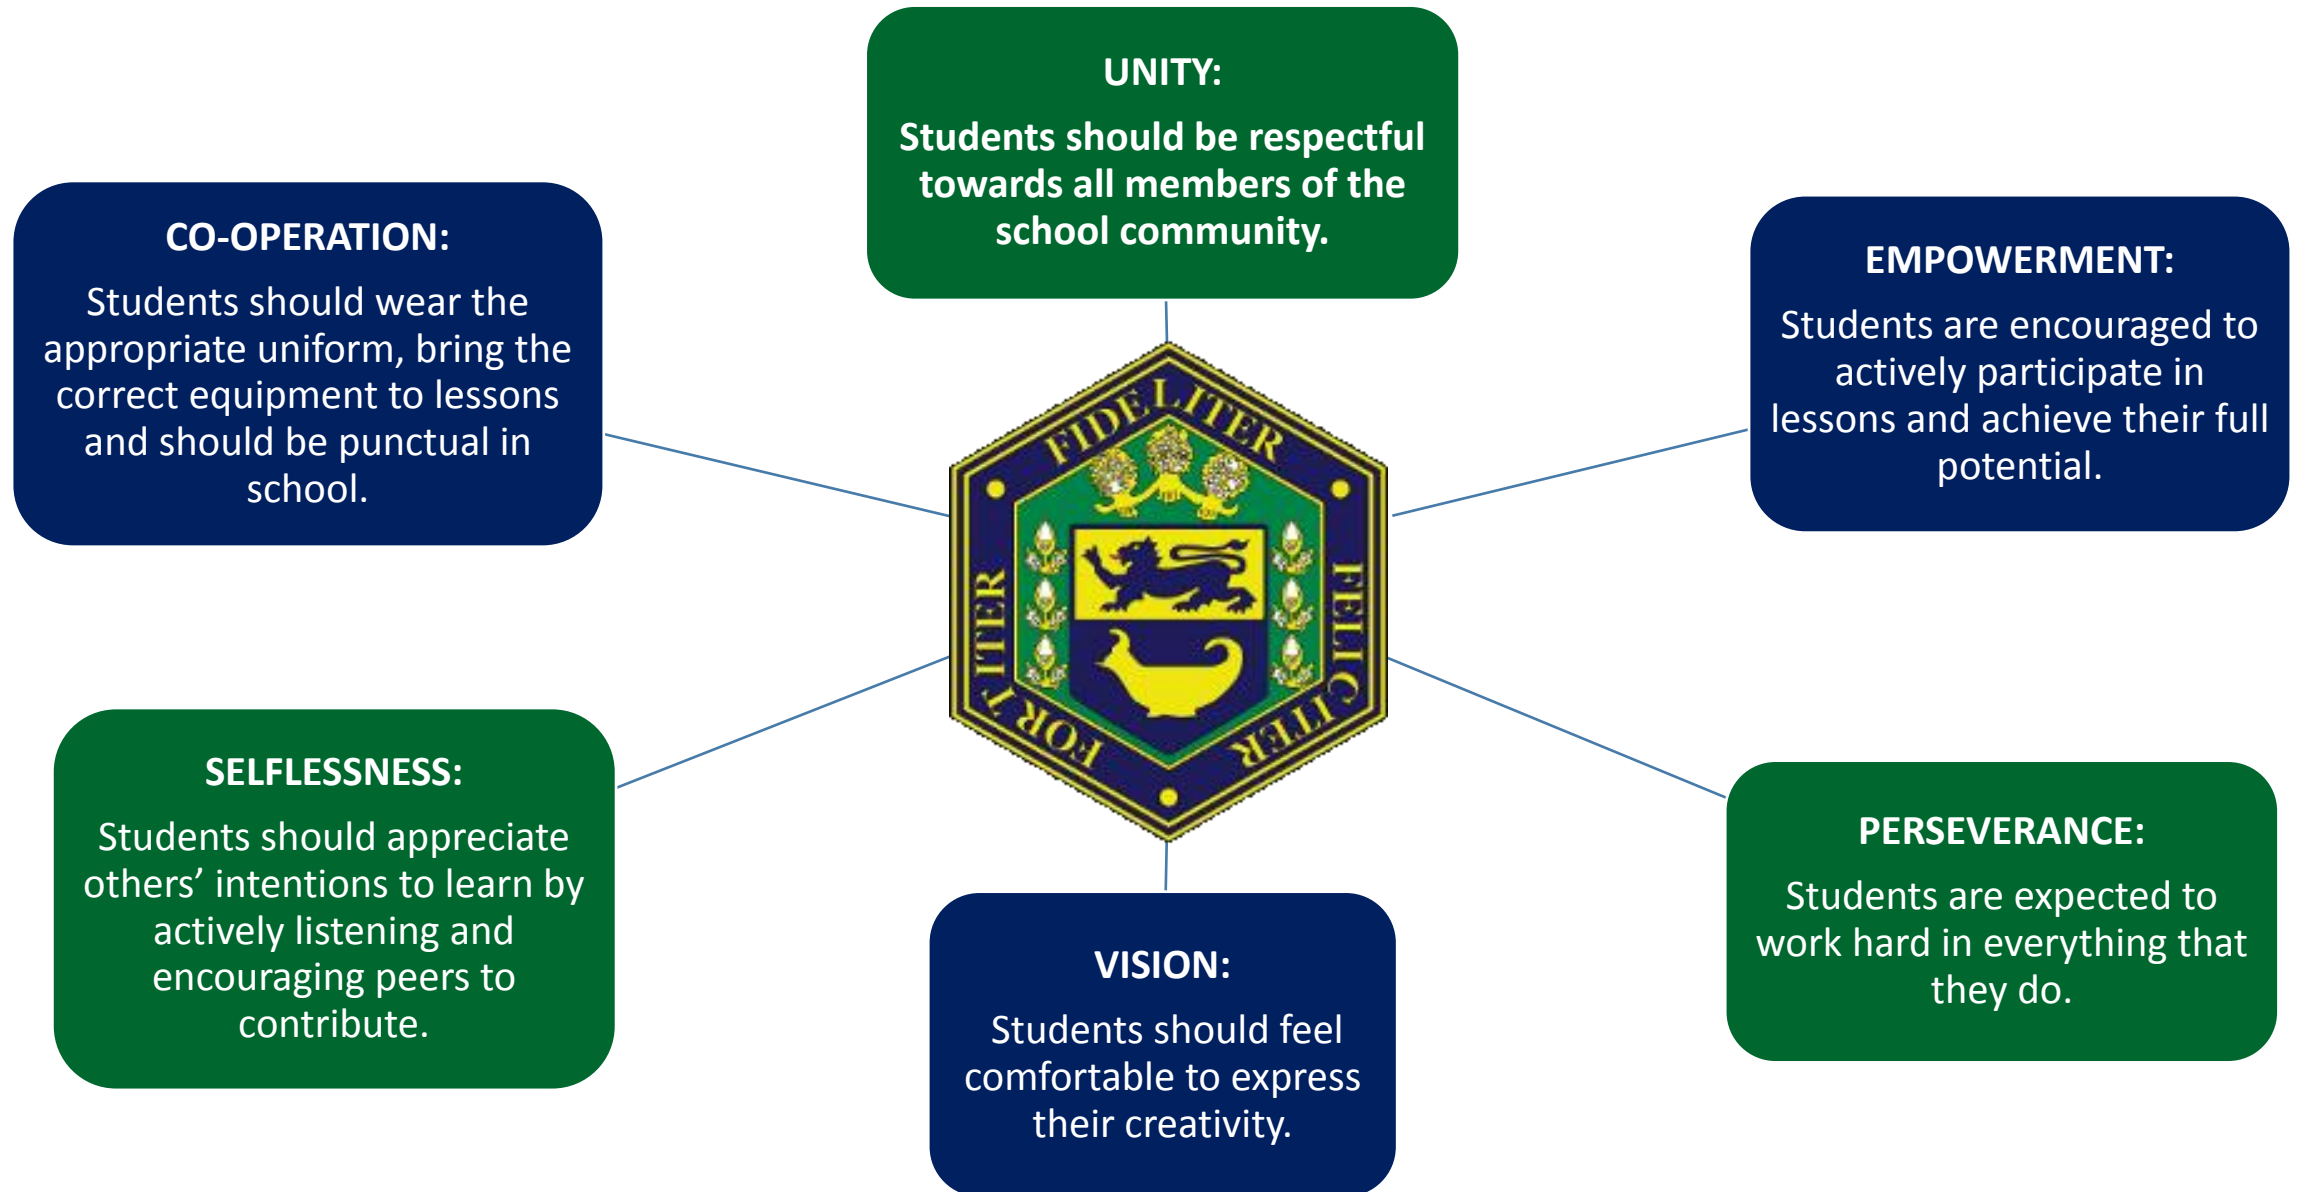 UNITY:
Students should be respectful
towards all members of the
school community.
CO-OPERATION:
Students should wear the
appropriate uniform, bring the
correct equipment to lessons
and should be punctual in
school.
EMPOWERMENT:
Students are encouraged to
actively participate in
lessons and achieve their full
potential.
FIDELITER
FELICITER
FORTITER
SELFLESSNESS:
Students should appreciate
others’ intentions to learn by
actively listening and
encouraging peers to
contribute.
VISION:
Students should feel
comfortable to express
their creativity.
PERSEVERANCE:
Students are expected to
work hard in everything that
they do.